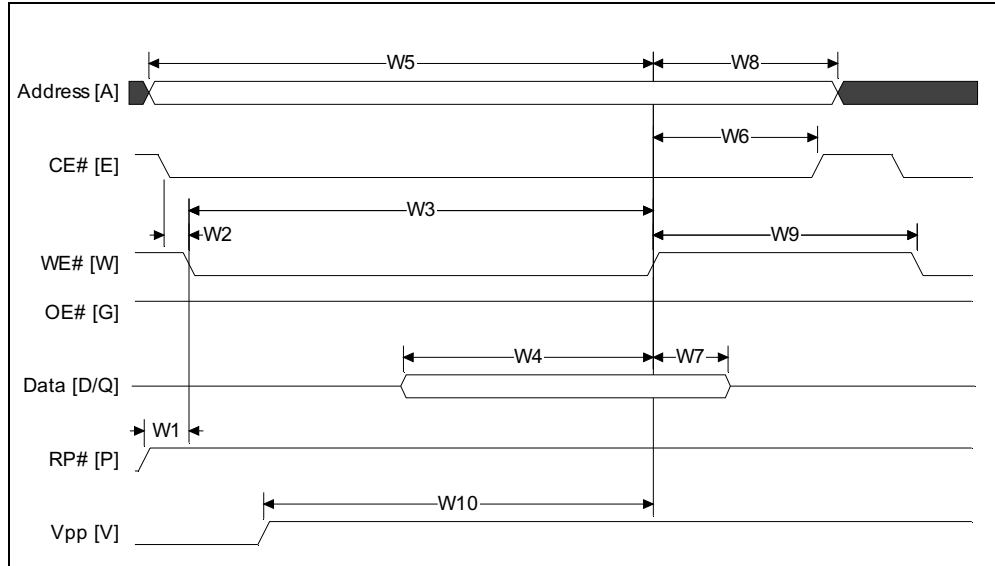 W5
W8
Address [A]
W6
CE# [E]
W3
W2
W9
WE# [W]
OE# [G]
W4
W7
Data [D/Q]
W1
RP# [P]
W10
Vpp [V]